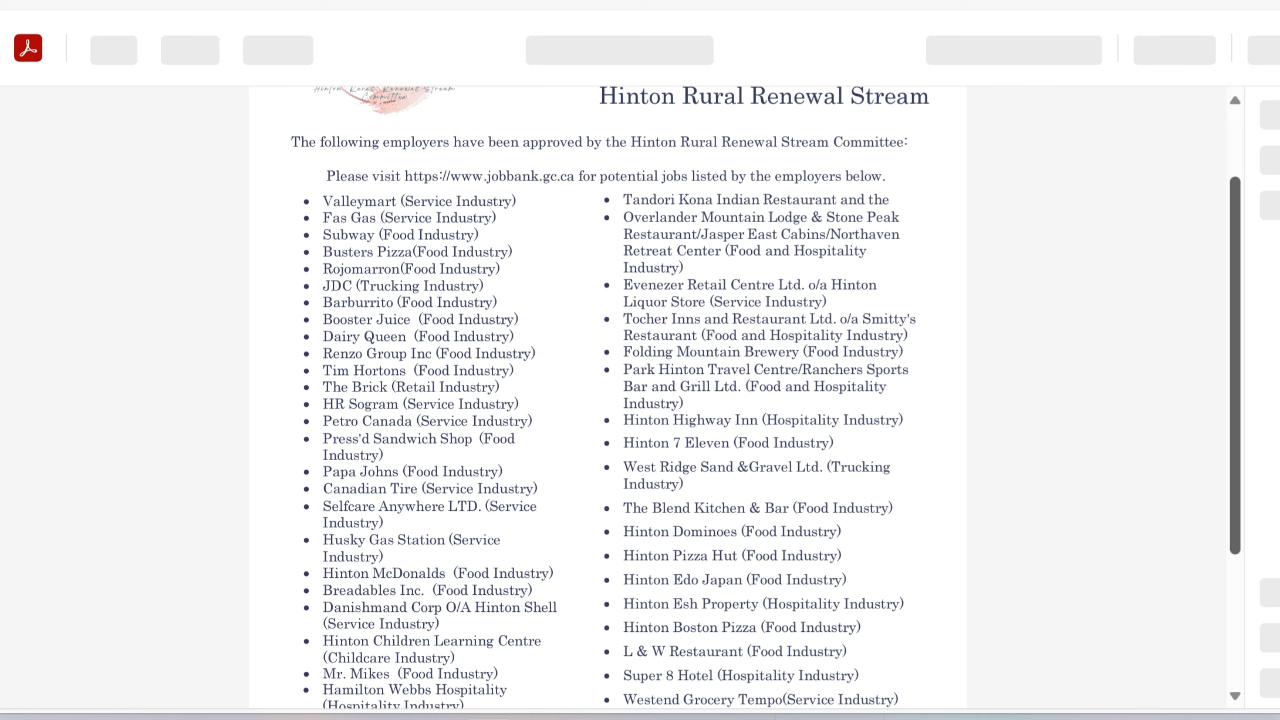 Hinton Rural Renewal Stream
Committee
Hinton Rural Renewal Stream
The following employers have been approved by the Hinton Rural Renewal Stream Committee:
Please visit https://www.jobbank.gc.ca for potential jobs listed by the employers below.
• Valleymart (Service Industry)
• Fas Gas (Service Industry)
• Subway (Food Industry)
• Busters Pizza(Food Industry)
• Rojomarron(Food Industry)
• JDC (Trucking Industry)
• Barburrito (Food Industry)
• Booster Juice  (Food Industry)
• Dairy Queen  (Food Industry)
• Renzo Group Inc (Food Industry)
• Tim Hortons  (Food Industry)
• The Brick (Retail Industry)
• HR Sogram (Service Industry)
• Petro Canada (Service Industry)
• Press'd Sandwich Shop  (Food
Industry)
• Papa Johns (Food Industry)
• Canadian Tire (Service Industry)
• Selfcare Anywhere LTD. (Service
Industry)
• Husky Gas Station (Service
Industry)
• Hinton McDonalds  (Food Industry)
• Breadables Inc.  (Food Industry)
• Danishmand Corp O/A Hinton Shell
(Service Industry)
• Hinton Children Learning Centre
(Childcare Industry)
• Mr. Mikes  (Food Industry)
• Hamilton Webbs Hospitality
(Hospitality Industry)
• Tandori Kona Indian Restaurant and the
• Overlander Mountain Lodge & Stone Peak
Restaurant/Jasper East Cabins/Northaven
Retreat Center (Food and Hospitality
Industry)
• Evenezer Retail Centre Ltd. o/a Hinton
Liquor Store (Service Industry)
• Tocher Inns and Restaurant Ltd. o/a Smitty's
Restaurant (Food and Hospitality Industry)
• Folding Mountain Brewery (Food Industry)
• Park Hinton Travel Centre/Ranchers Sports
Bar and Grill Ltd. (Food and Hospitality
Industry)
• Hinton Highway Inn (Hospitality Industry)
• Hinton 7 Eleven (Food Industry)
• West Ridge Sand &Gravel Ltd. (Trucking
Industry)
• The Blend Kitchen & Bar (Food Industry)
• Hinton Dominoes (Food Industry)
• Hinton Pizza Hut (Food Industry)
• Hinton Edo Japan (Food Industry)
• Hinton Esh Property (Hospitality Industry)
• Hinton Boston Pizza (Food Industry)
• L & W Restaurant (Food Industry)
• Super 8 Hotel (Hospitality Industry)
• Westend Grocery Tempo(Service Industry)